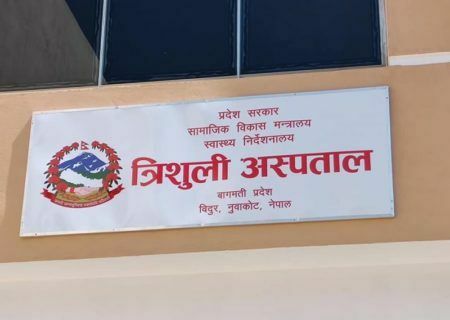 प्रदेश सरकार
सामाजिक विकास मन्त्रालय
स्वास्थ्य निर्देशनालय
त्रिशुली अस्पताल
बागमती प्रदेश
विदुर, नुवाकोट, नेपाल